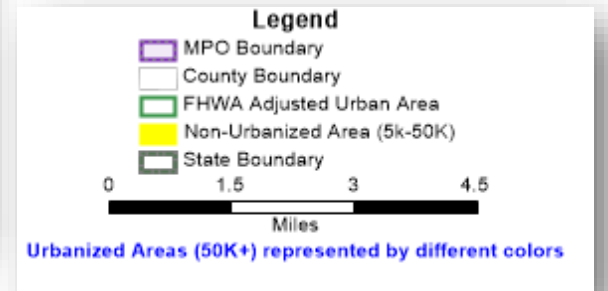 Legend
MPO Boundary
County Boundary
FHWA Adjusted Urban Area
Non-Urbanized Area (5k-50K)
State Boundary
0 1.5 3 4.5
Miles
Urbanized Areas (50K+) represented by different colors